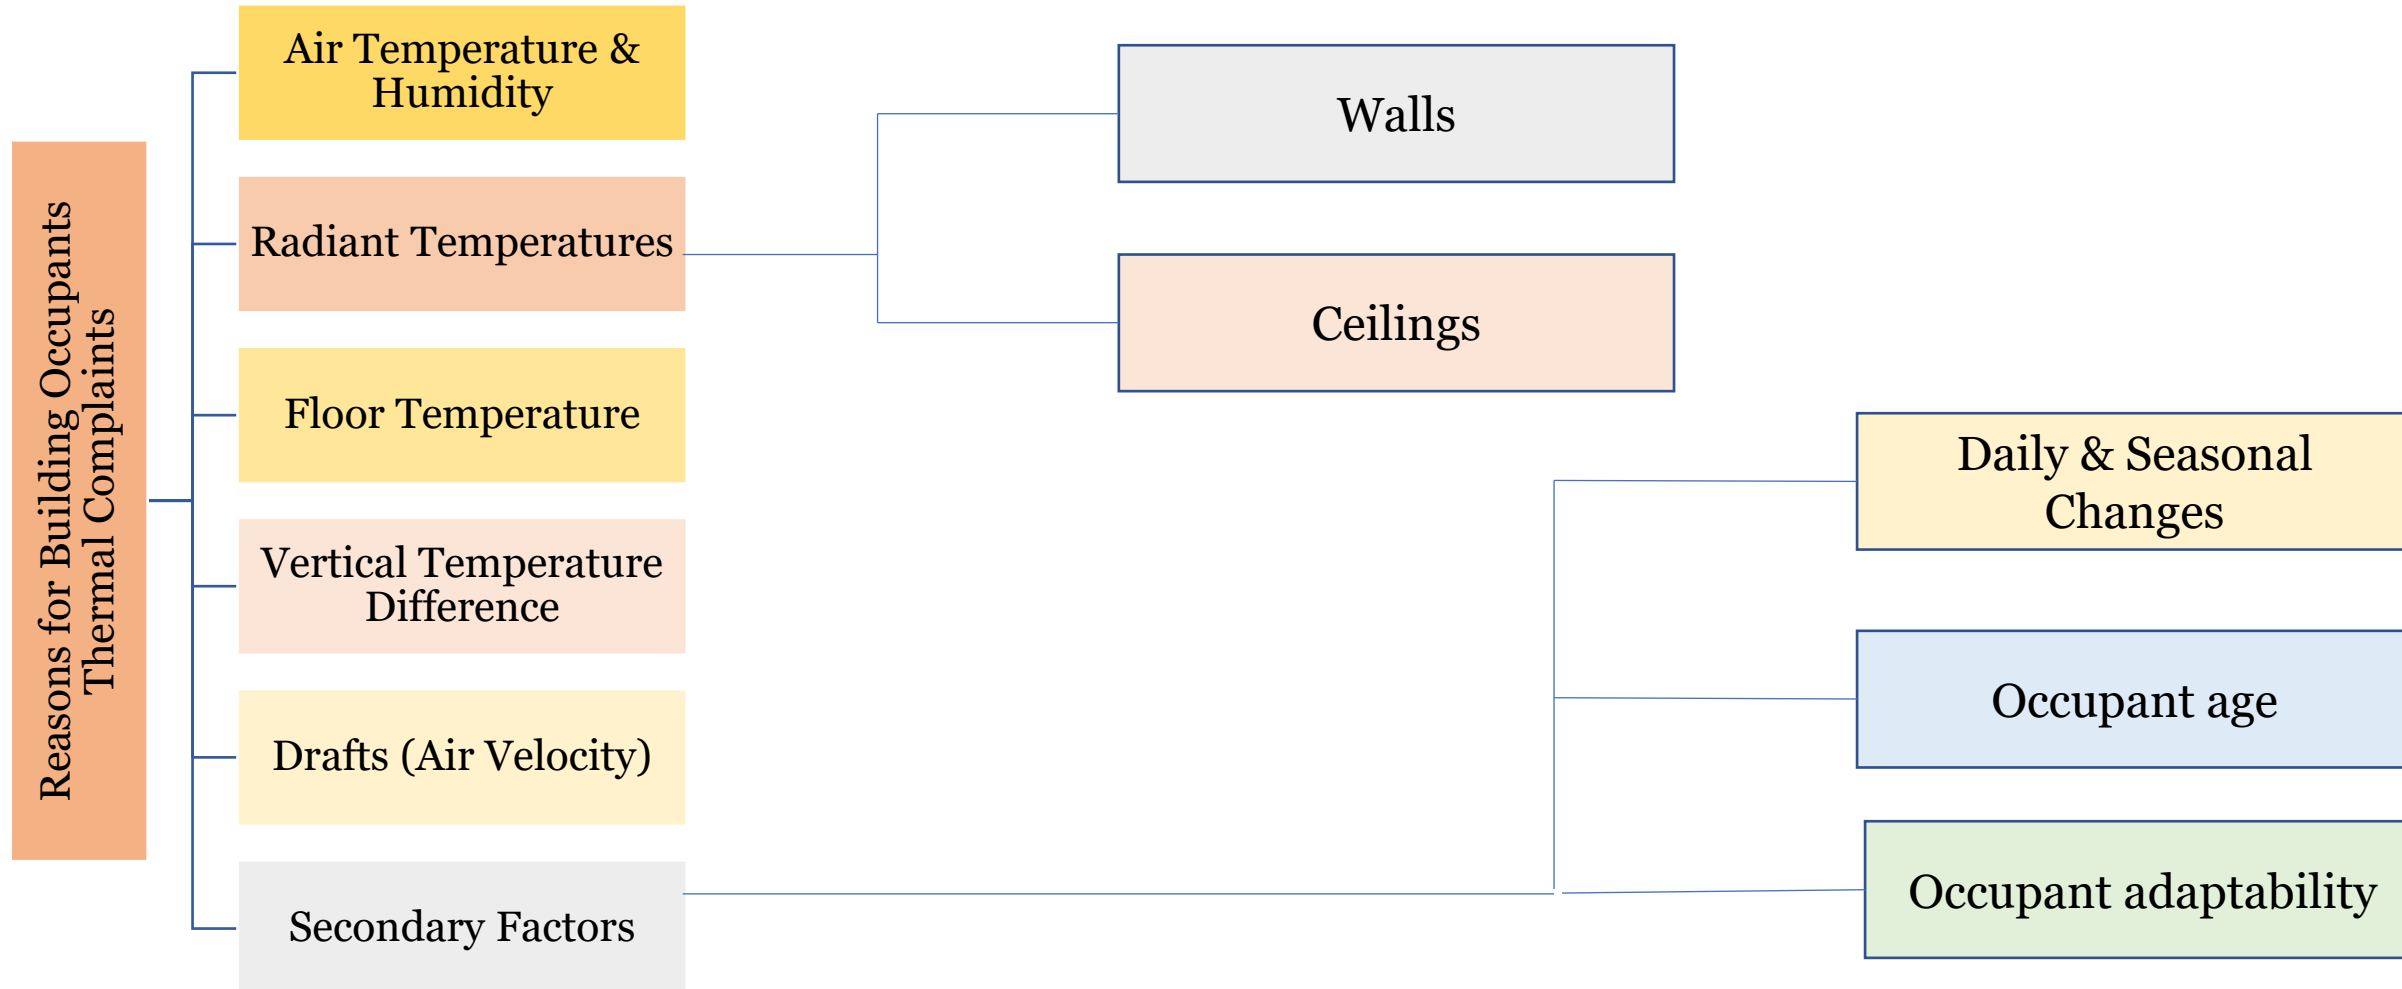 Reasons for Building Occupants
Thermal Complaints
Air Temperature &
Humidity
Radiant Temperatures
Floor Temperature
Vertical Temperature
Difference
Drafts (Air Velocity)
Secondary Factors
Walls
Ceilings
Daily & Seasonal
Changes
Occupant age
Occupant adaptability